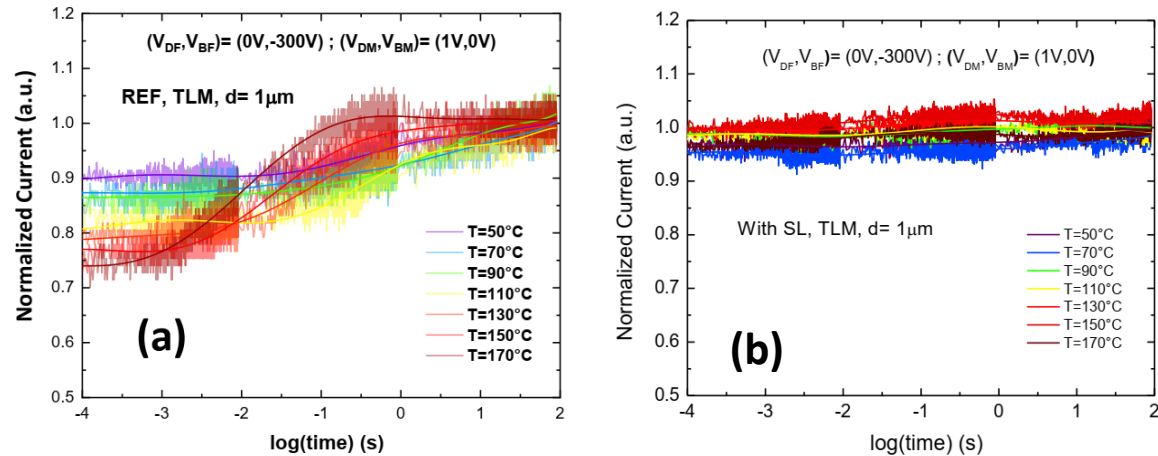 (V_DF,V_BF)= (0V,-300V) ; (V_DM,V_BM)= (1V,0V)
REF, TLM, d= 1μm
Normalized Current (a.u.)
1.2
1.1
1.0
0.9
0.8
0.7
0.6
0.5
T=50°C
T=70°C
T=90°C
T=110°C
T=130°C
T=150°C
T=170°C
(a)
-4
-3
-2
-1
0
1
2
log(time) (s)
(V_DF,V_BF)= (0V,-300V) ; (V_DM,V_BM)= (1V,0V)
With SL, TLM, d= 1μm
Normalized Current (a.u.)
1.2
1.1
1.0
0.9
0.8
0.7
0.6
0.5
T=50°C
T=70°C
T=90°C
T=110°C
T=130°C
T=150°C
T=170°C
(b)
-4
-3
-2
-1
0
1
2
log(time) (s)